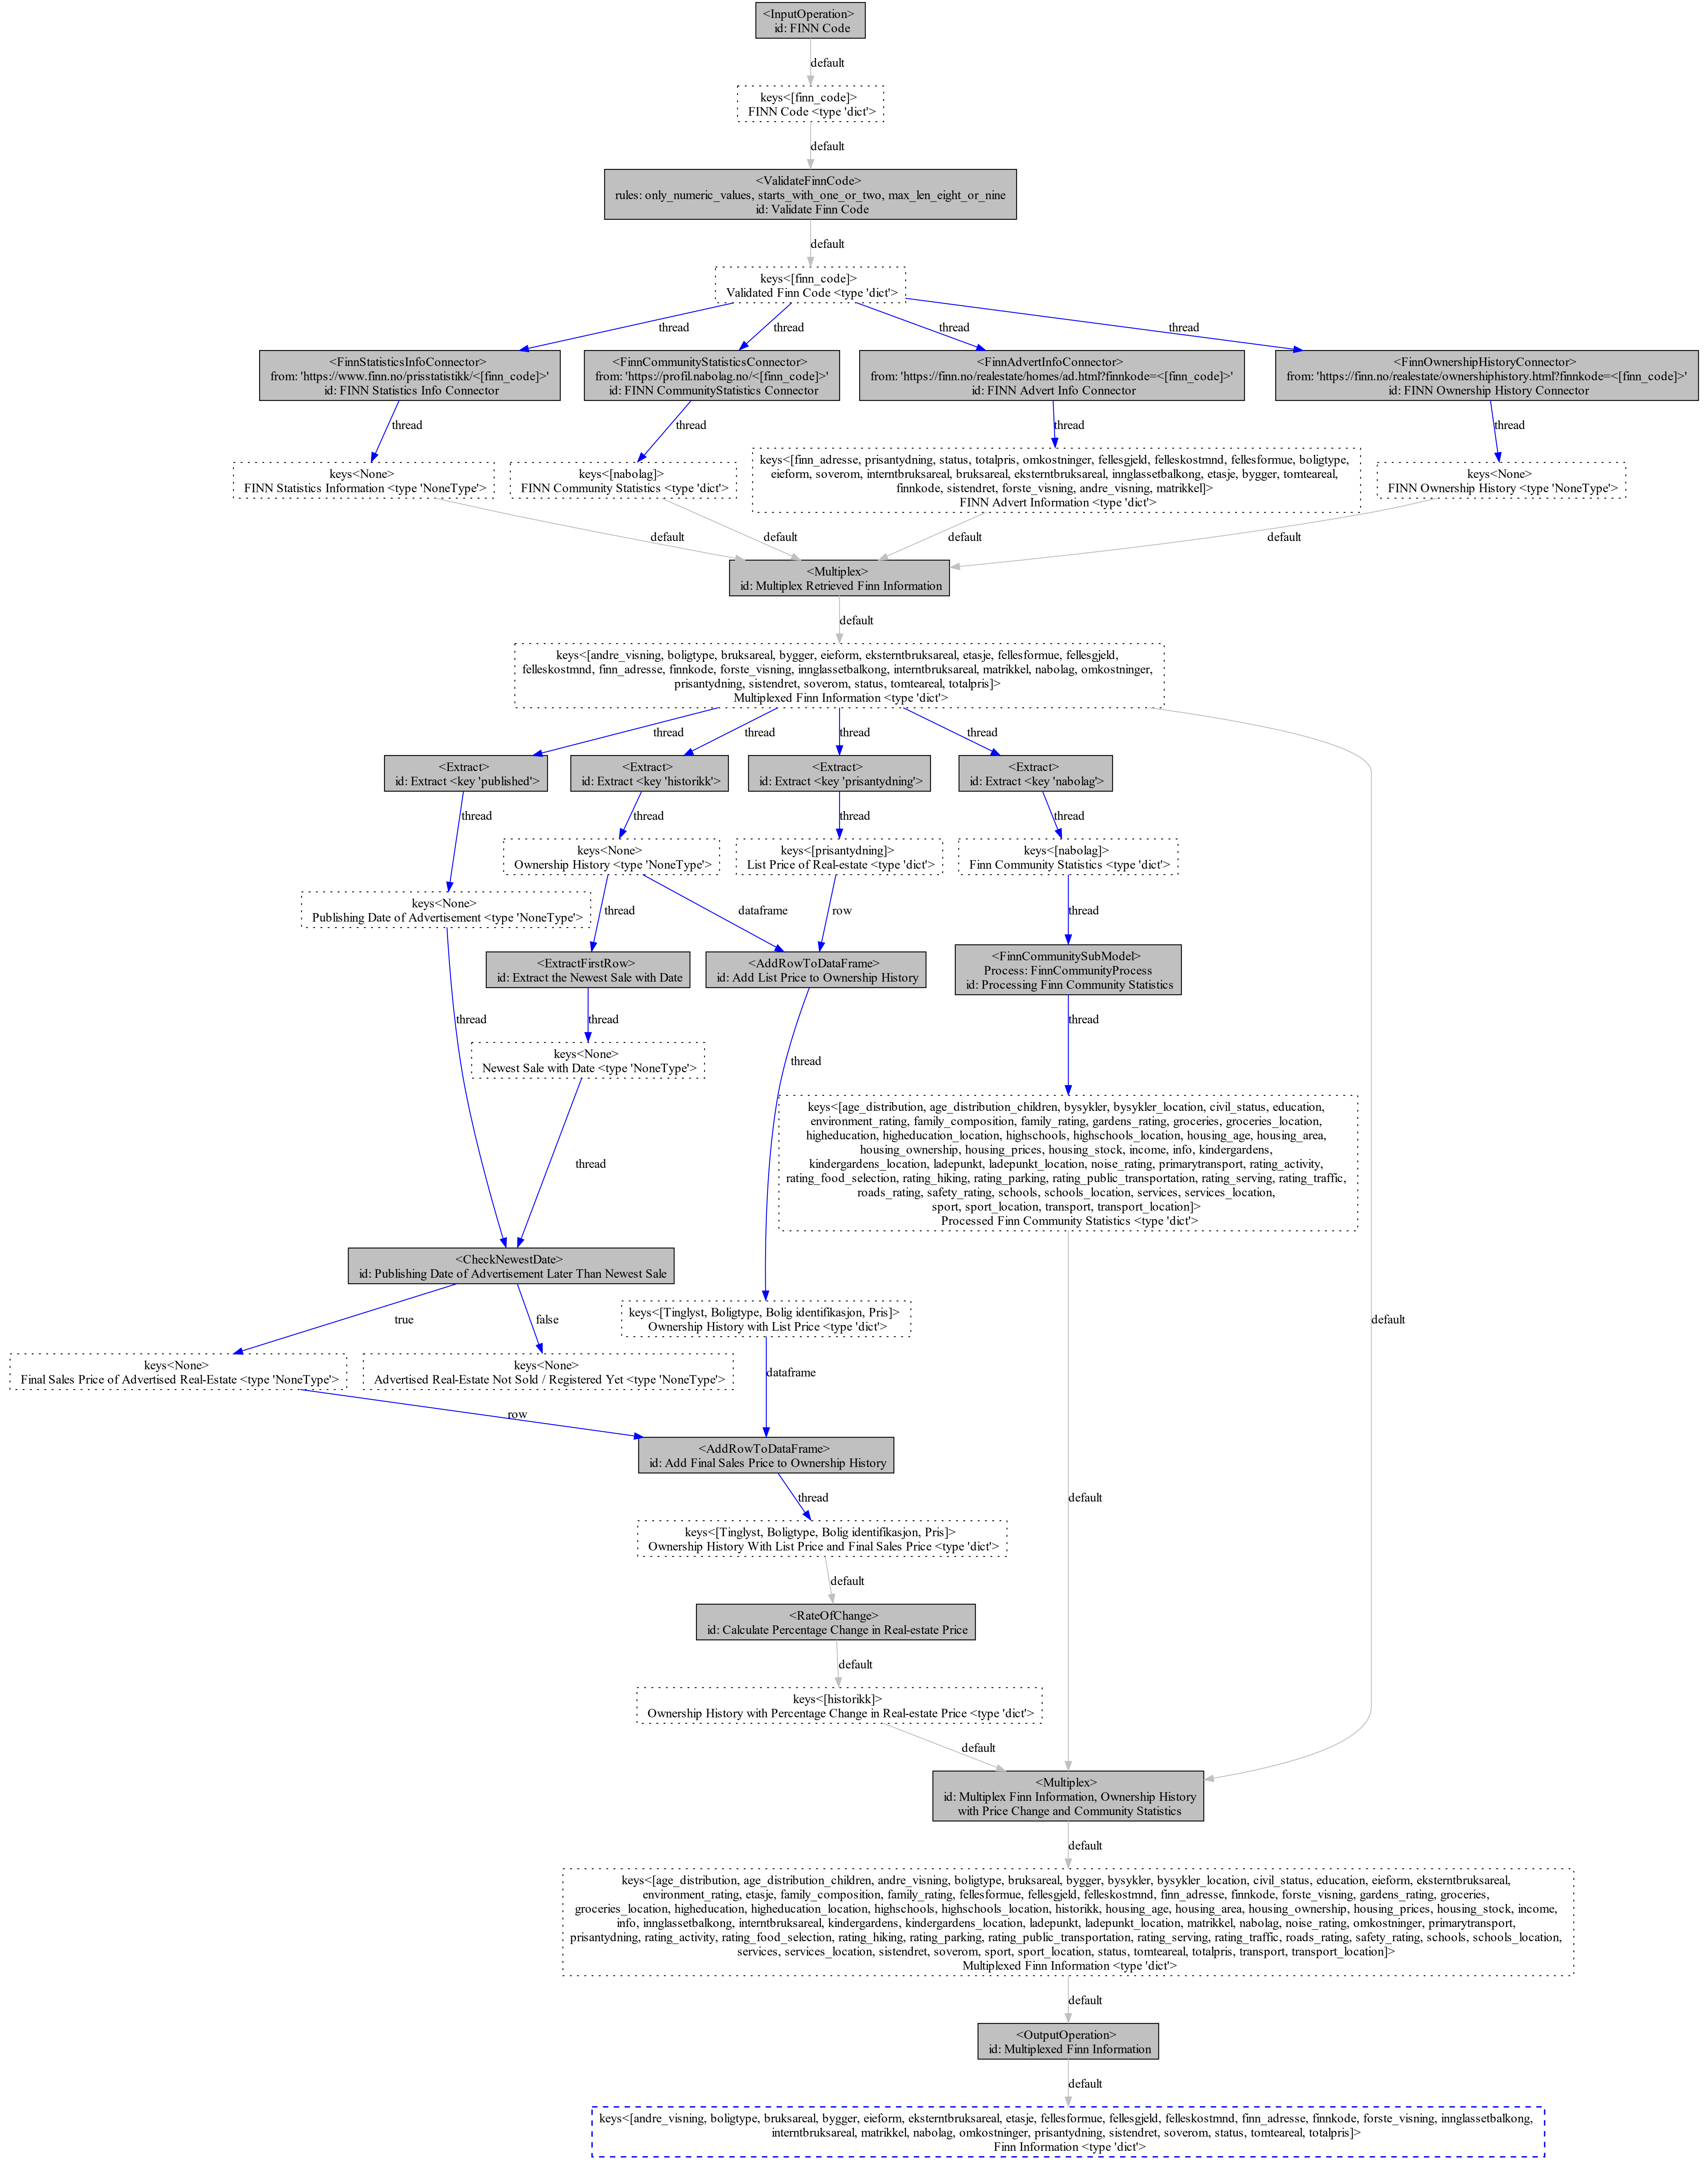 <InputOperation>
id: FINN Code
default
keys<[finn_code]>
FINN Code <type 'dict'>
default
<ValidateFinnCode>
rules: only_numeric_values, starts_with_one_or_two, max_len_eight_or_nine
id: Validate Finn Code
default
keys<[finn_code]>
Validated Finn Code <type 'dict'>
thread
thread
thread
thread
<FinnStatisticsInfoConnector>
from: 'https://www.finn.no/prisstatistikk/<[finn_code]>'
id: FINN Statistics Info Connector
<FinnCommunityStatisticsConnector>
from: 'https://profil.nabolag.no/<[finn_code]>'
id: FINN CommunityStatistics Connector
<FinnAdvertInfoConnector>
from: 'https://finn.no/realestate/homes/ad.html?finnkode=<[finn_code]>'
id: FINN Advert Info Connector
<FinnOwnershipHistoryConnector>
from: 'https://finn.no/realestate/ownershiphistory.html?finnkode=<[finn_code]>'
id: FINN Ownership History Connector
thread
thread
thread
thread
keys<None>
FINN Statistics Information <type 'NoneType'>
keys<[nabolag]>
FINN Community Statistics <type 'dict'>
keys<[finn_adresse, prisantydning, status, totalpris, omkostninger, fellesgjeld, felleskostmnd, fellesformue, boligtype,
eieform, soverom, interntbruksareal, bruksareal, eksterntbruksareal, innglassetbalkong, etasje, bygger, tomteareal,
finnkode, sistendret, forste_visning, andre_visning, matrikkel]>
FINN Advert Information <type 'dict'>
keys<None>
FINN Ownership History <type 'NoneType'>
default
default
default
default
<Multiplex>
id: Multiplex Retrieved Finn Information
default
keys<[andre_visning, boligtype, bruksareal, bygger, eieform, eksterntbruksareal, etasje, fellesformue, fellesgjeld,
felleskostmnd, finn_adresse, finnkode, forste_visning, innglassetbalkong, interntbruksareal, matrikkel, nabolag, omkostninger,
prisantydning, sistendret, soverom, status, tomteareal, totalpris]>
Multiplexed Finn Information <type 'dict'>
thread
thread
thread
thread
<Extract>
id: Extract <key 'published'>
<Extract>
id: Extract <key 'historikk'>
<Extract>
id: Extract <key 'prisantydning'>
<Extract>
id: Extract <key 'nabolag'>
thread
thread
thread
thread
keys<None>
Ownership History <type 'NoneType'>
keys<[prisantydning]>
List Price of Real-estate <type 'dict'>
keys<[nabolag]>
Finn Community Statistics <type 'dict'>
keys<None>
Publishing Date of Advertisement <type 'NoneType'>
thread
dataframe
row
thread
<ExtractFirstRow>
id: Extract the Newest Sale with Date
<AddRowToDataFrame>
id: Add List Price to Ownership History
<FinnCommunitySubModel>
Process: FinnCommunityProcess
id: Processing Finn Community Statistics
thread
thread
thread
keys<None>
Newest Sale with Date <type 'NoneType'>
thread
keys<[age_distribution, age_distribution_children, bysykler, bysykler_location, civil_status, education,
environment_rating, family_composition, family_rating, gardens_rating, groceries, groceries_location,
higheducation, higheducation_location, highschools, highschools_location, housing_age, housing_area,
housing_ownership, housing_prices, housing_stock, income, info, kindergardens,
kindergardens_location, ladepunkt, ladepunkt_location, noise_rating, primarytransport, rating_activity,
rating_food_selection, rating_hiking, rating_parking, rating_public_transportation, rating_serving, rating_traffic,
roads_rating, safety_rating, schools, schools_location, services, services_location,
sport, sport_location, transport, transport_location]>
Processed Finn Community Statistics <type 'dict'>
thread
<CheckNewestDate>
id: Publishing Date of Advertisement Later Than Newest Sale
keys<[Tinglyst, Boligtype, Bolig identifikasjon, Pris]>
Ownership History with List Price <type 'dict'>
true
false
default
keys<None>
Final Sales Price of Advertised Real-Estate <type 'NoneType'>
keys<None>
Advertised Real-Estate Not Sold / Registered Yet <type 'NoneType'>
dataframe
row
<AddRowToDataFrame>
id: Add Final Sales Price to Ownership History
thread
default
keys<[Tinglyst, Boligtype, Bolig identifikasjon, Pris]>
Ownership History With List Price and Final Sales Price <type 'dict'>
default
<RateOfChange>
id: Calculate Percentage Change in Real-estate Price
default
keys<[historikk]>
Ownership History with Percentage Change in Real-estate Price <type 'dict'>
default
<Multiplex>
id: Multiplex Finn Information, Ownership History
with Price Change and Community Statistics
default
keys<[age_distribution, age_distribution_children, andre_visning, boligtype, bruksareal, bygger, bysykler, bysykler_location, civil_status, education, eieform, eksterntbruksareal,
environment_rating, etasje, family_composition, family_rating, fellesformue, fellesgjeld, felleskostmnd, finn_adresse, finnkode, forste_visning, gardens_rating, groceries,
groceries_location, higheducation, higheducation_location, highschools, highschools_location, historikk, housing_age, housing_area, housing_ownership, housing_prices, housing_stock, income,
info, innglassetbalkong, interntbruksareal, kindergardens, kindergardens_location, ladepunkt, ladepunkt_location, matrikkel, nabolag, noise_rating, omkostninger, primarytransport,
prisantydning, rating_activity, rating_food_selection, rating_hiking, rating_parking, rating_public_transportation, rating_serving, rating_traffic, roads_rating, safety_rating, schools, schools_location,
services, services_location, sistendret, soverom, sport, sport_location, status, tomteareal, totalpris, transport, transport_location]>
Multiplexed Finn Information <type 'dict'>
default
<OutputOperation>
id: Multiplexed Finn Information
default
keys<[andre_visning, boligtype, bruksareal, bygger, eieform, eksterntbruksareal, etasje, fellesformue, fellesgjeld, felleskostmnd, finn_adresse, finnkode, forste_visning, innglassetbalkong,
interntbruksareal, matrikkel, nabolag, omkostninger, prisantydning, sistendret, soverom, status, tomteareal, totalpris]>
Finn Information <type 'dict'>